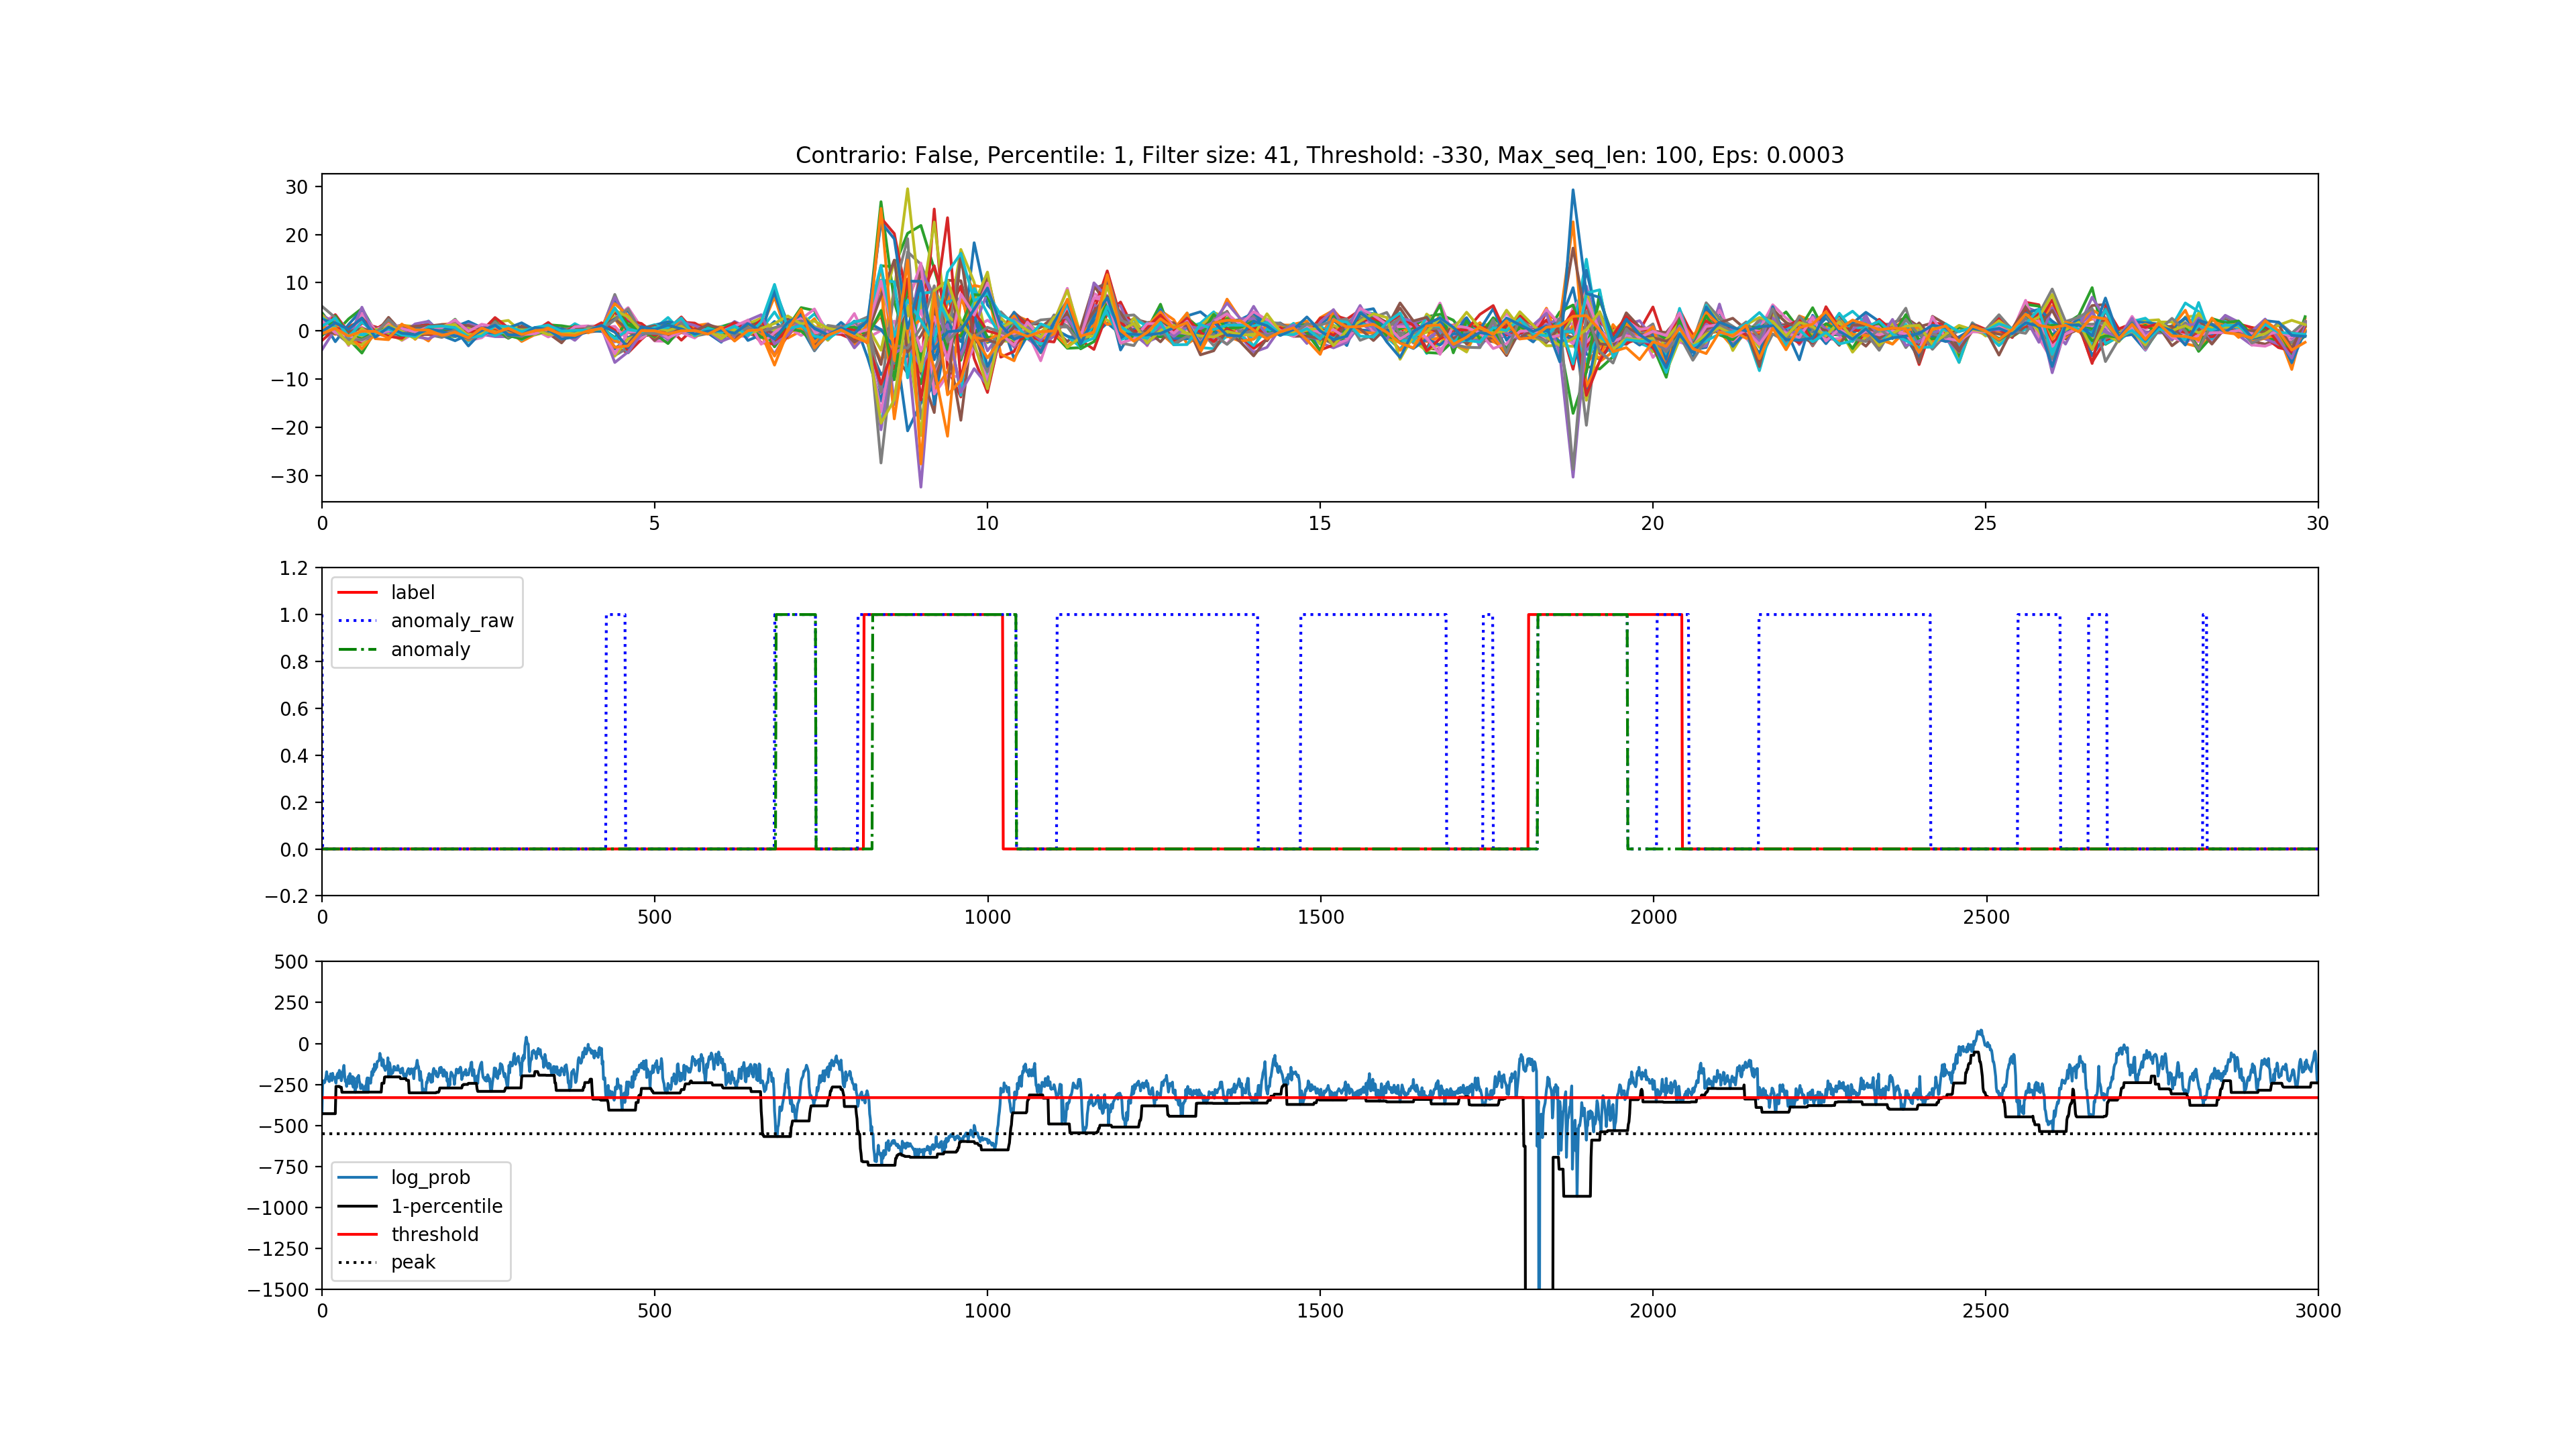 Contrario: False, Percentile: 1, Filter size: 41, Threshold: -330, Max_seq_len: 100, Eps: 0.0003
30
20
10
0
−10
−20
−30
0 5 10 15 20 25 30
1.2
1.0
0.8
0.6
0.4
0.2
0.0
−0.2
label
anomaly_raw
anomaly
0 500 1000 1500 2000 2500
500
250
0
−250
−500
−750
−1000
−1250
−1500
log_prob
1-percentile
threshold
peak
0 500 1000 1500 2000 2500 3000